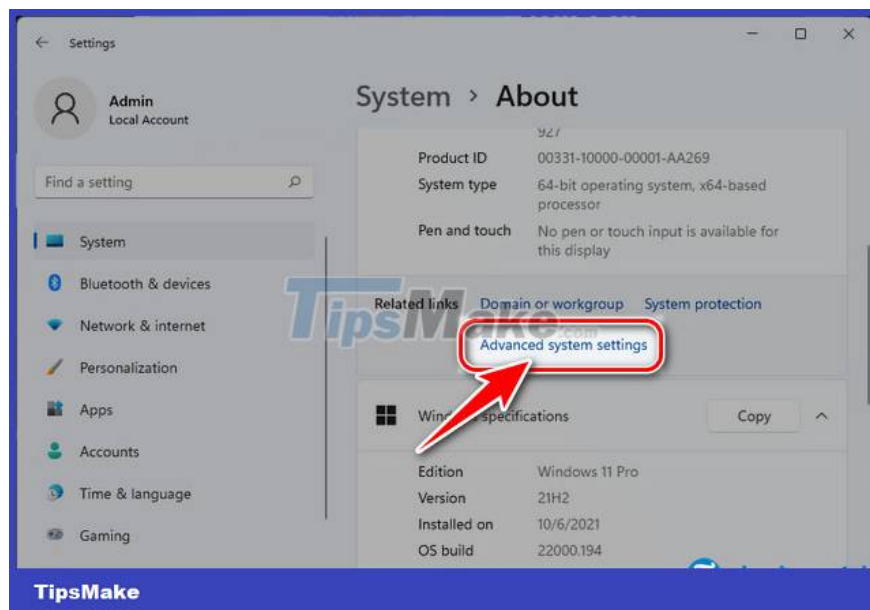 Settings
Admin
Local Account
Find a setting
System
Bluetooth & devices
Network & internet
Personalization
Apps
Accounts
Time & language
Gaming
System > About
927
Product ID 00331-10000-00001-AA269
System type 64-bit operating system, x64-based
processor
Pen and touch No pen or touch input is available for
this display
Related links Domain or workgroup System protection
TipsMake.com
Advanced system settings
Windows specifications Copy
Edition Windows 11 Pro
Version 21H2
Installed on 10/6/2021
OS build 22000.194
TipsMake